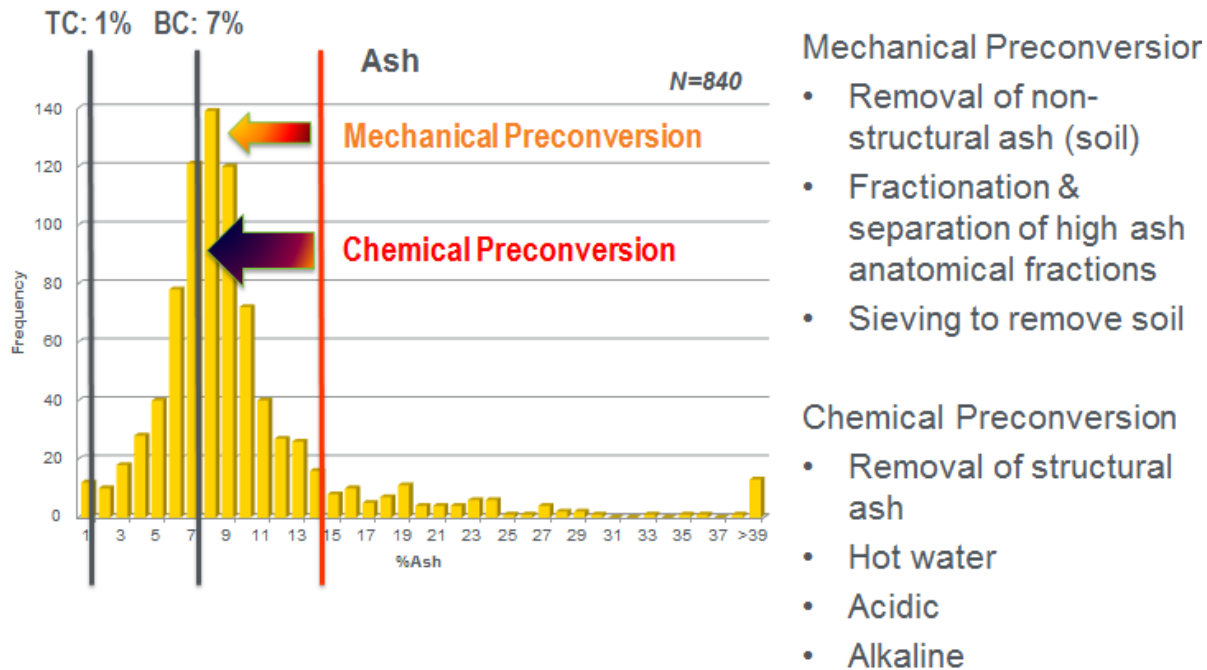 TC: 1% BC: 7%
Ash
N=840
140
120
100
80
60
40
20
0
Frequency
Mechanical Preconversion
Chemical Preconversion
1 3 5 7 9 11 13 15 17 19 21 23 25 27 29 31 33 35 37 >39
%Ash
Mechanical Preconversior
• Removal of non-
structural ash (soil)
• Fractionation &
separation of high ash
anatomical fractions
• Sieving to remove soil
Chemical Preconversion
• Removal of structural
ash
• Hot water
• Acidic
• Alkaline